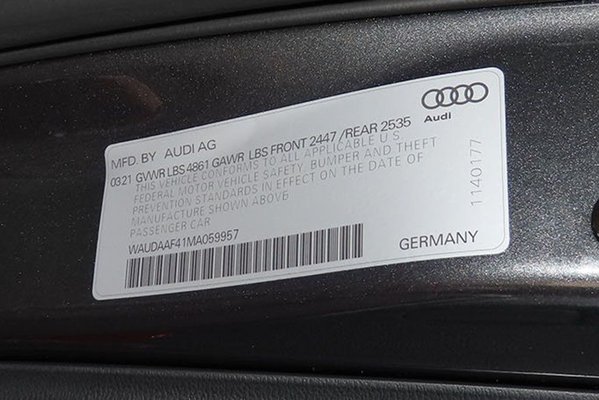 Audi
MFD. BY AUDI AG
03.21 GVWR LBS 4861 GAWR LBS FRONT 2447 /REAR 2535
THIS VEHICLE CONFORMS TO ALL APPLICABLE U.S.
FEDERAL MOTOR VEHICLE SAFETY, BUMPER AND THEFT
PREVENTION STANDARDS IN EFFECT ON THE DATE OF
MANUFACTURE SHOWN ABOVE
PASSENGER CAR
WAUDAAF41MA059957
GERMANY
1140177